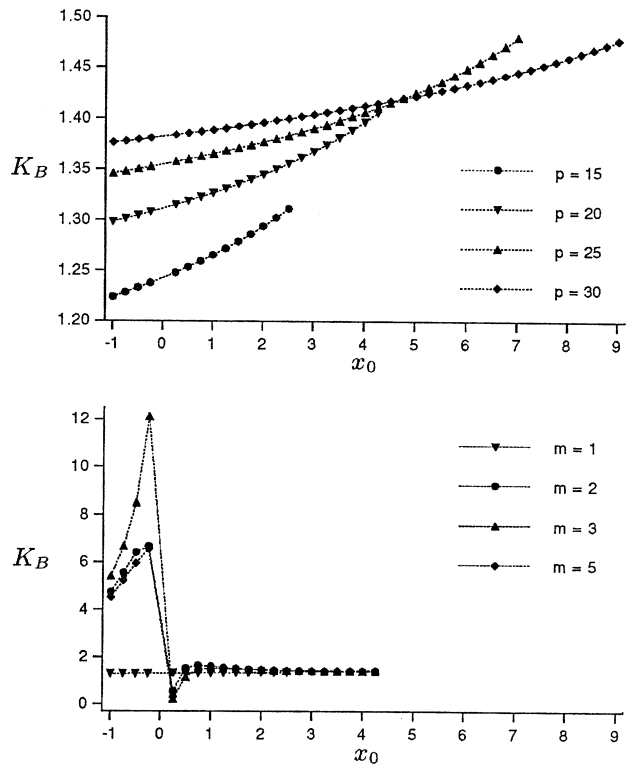 1.50
1.45
1.40
1.35
1.30
1.25
1.20
K_B
p = 15
p = 20
p = 25
p = 30
-1 0 1 2 3 4 5 6 7 8 9
x_0
12
10
8
6
4
2
0
K_B
m = 1
m = 2
m = 3
m = 5
-1 0 1 2 3 4 5 6 7 8 9
x_0